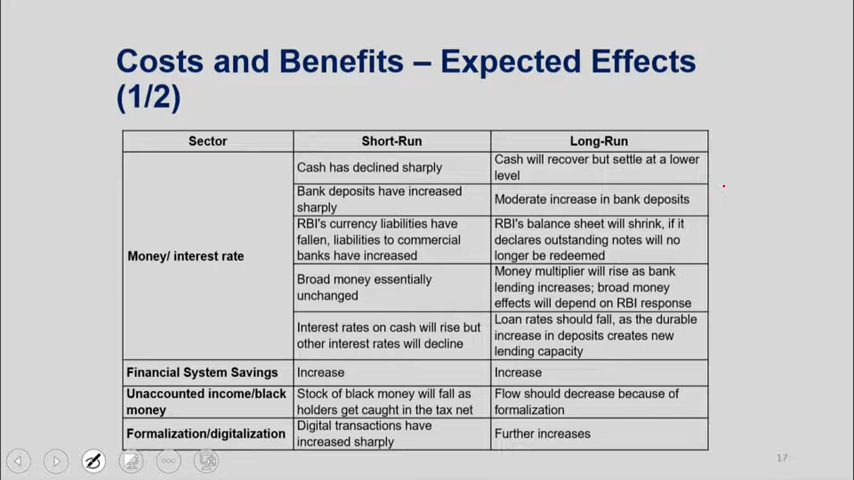 Costs and Benefits – Expected Effects
(1/2)
Sector
Short-Run
Long-Run
Money/ interest rate
Cash has declined sharply
Cash will recover but settle at a lower
level
Bank deposits have increased
sharply
Moderate increase in bank deposits
RBI's currency liabilities have
fallen, liabilities to commercial
banks have increased
RBI's balance sheet will shrink, if it
declares outstanding notes will no
longer be redeemed
Broad money essentially
unchanged
Money multiplier will rise as bank
lending increases; broad money
effects will depend on RBI response
Interest rates on cash will rise but
other interest rates will decline
Loan rates should fall, as the durable
increase in deposits creates new
lending capacity
Financial System Savings
Increase
Increase
Unaccounted income/black
money
Stock of black money will fall as
holders get caught in the tax net
Flow should decrease because of
formalization
Formalization/digitalization
Digital transactions have
increased sharply
Further increases
17